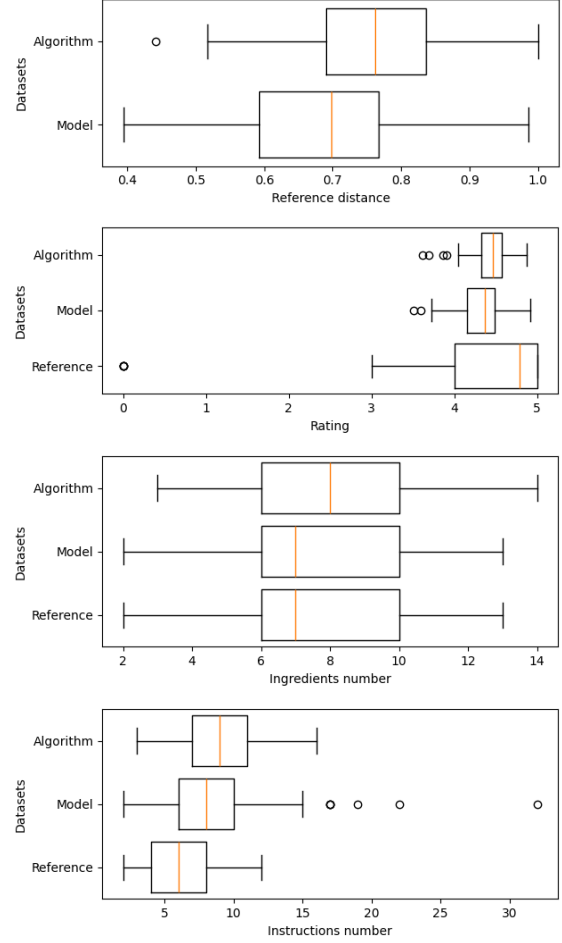 Algorithm
Model
Datasets
0.4 0.5 0.6 0.7 0.8 0.9 1.0
Reference distance
Algorithm
Model
Reference
Datasets
0 1 2 3 4 5
Rating
Algorithm
Model
Reference
Datasets
2 4 6 8 10 12 14
Ingredients number
Algorithm
Model
Reference
Datasets
5 10 15 20 25 30
Instructions number